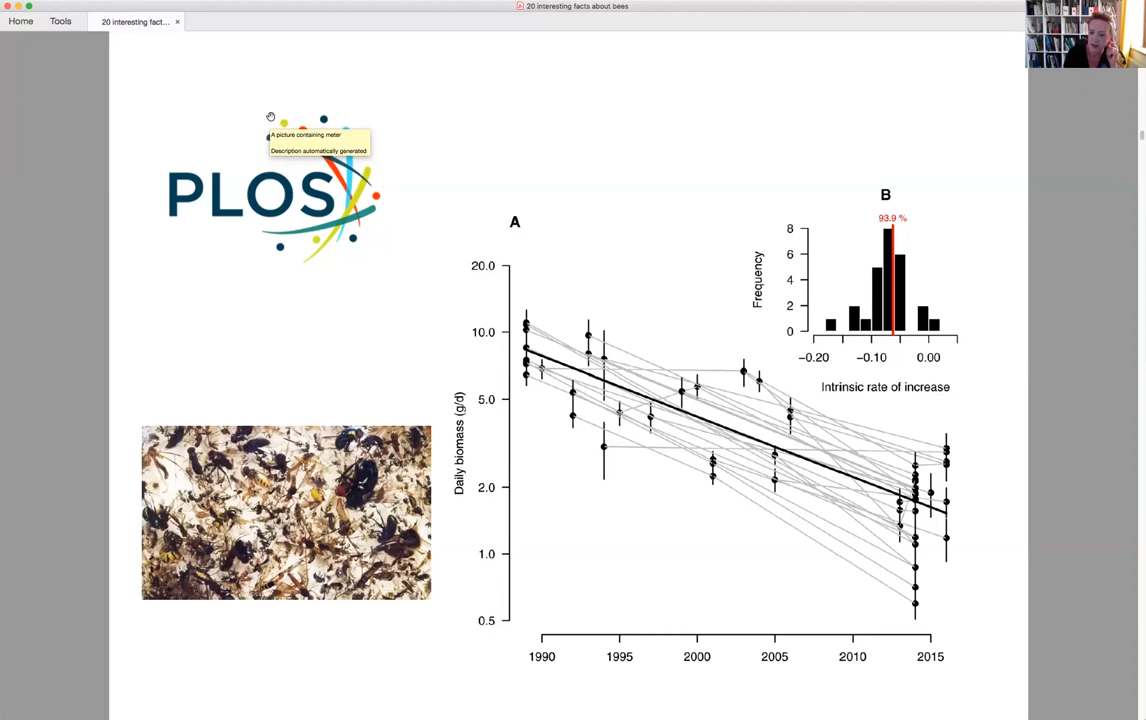 20 interesting facts about bees
Home Tools 20 interesting fact... ×
A picture containing meter
Description automatically generated
PLOS
A
B
93.9 %
8
6
4
2
0
Frequency
−0.20 −0.10 0.00
Intrinsic rate of increase
20.0
10.0
5.0
2.0
1.0
0.5
Daily biomass (g/d)
1990 1995 2000 2005 2010 2015